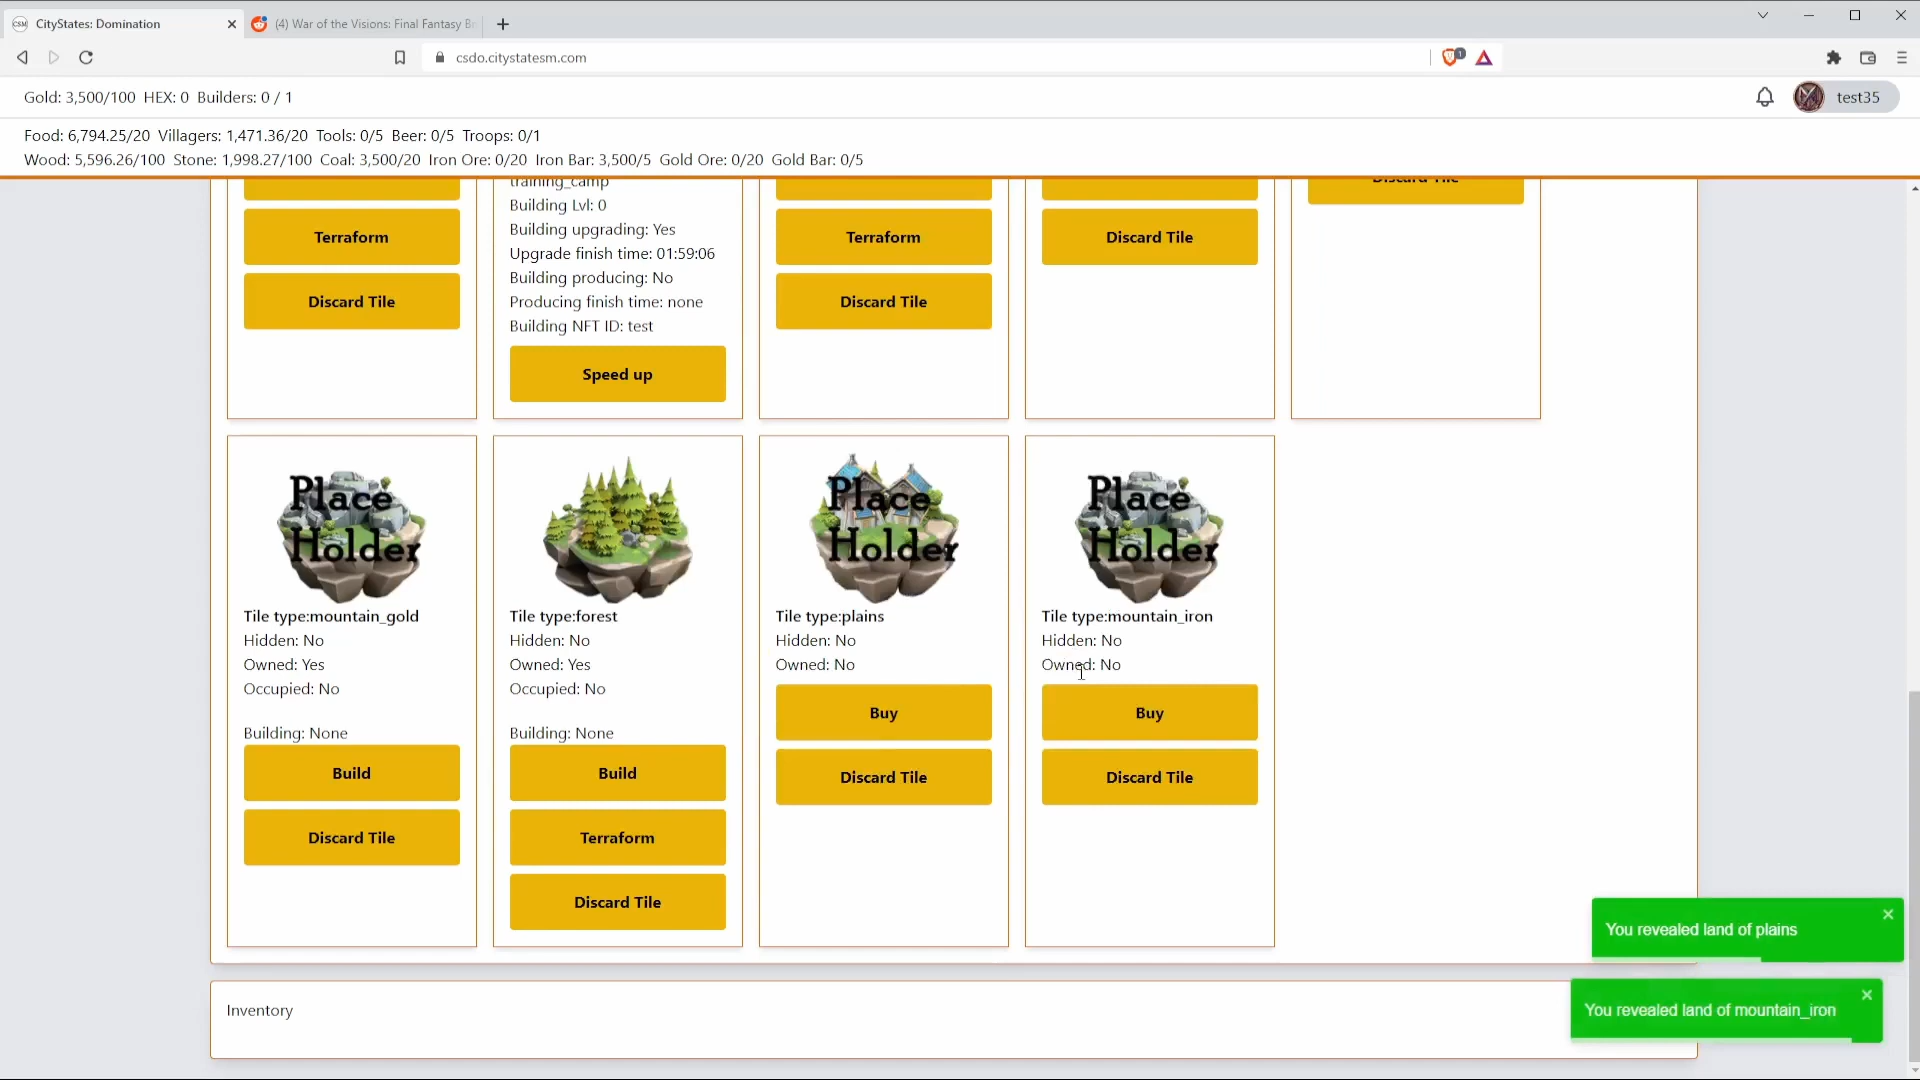 CityStates: Domination
(4) War of the Visions: Final Fantasy Br
csdo.citystatesm.com
1
Gold: 3,500/100 HEX: 0 Builders: 0 / 1
test35
Food: 6,794.25/20 Villagers: 1,471.36/20 Tools: 0/5 Beer: 0/5 Troops: 0/1
Wood: 5,596.26/100 Stone: 1,998.27/100 Coal: 3,500/20 Iron Ore: 0/20 Iron Bar: 3,500/5 Gold Ore: 0/20 Gold Bar: 0/5
Terraform
Discard Tile
training_camp
Building Lvl: 0
Building upgrading: Yes
Upgrade finish time: 01:59:06
Building producing: No
Producing finish time: none
Building NFT ID: test
Speed up
Terraform
Discard Tile
Discard Tile
Discard Tile
Place
Holder
Tile type:mountain_gold
Hidden: No
Owned: Yes
Occupied: No
Building: None
Build
Discard Tile
Tile type:forest
Hidden: No
Owned: Yes
Occupied: No
Building: None
Build
Terraform
Discard Tile
Place
Holder
Tile type:plains
Hidden: No
Owned: No
Buy
Discard Tile
Place
Holder
Tile type:mountain_iron
Hidden: No
Owned: No
Buy
Discard Tile
You revealed land of plains
Inventory
You revealed land of mountain_iron